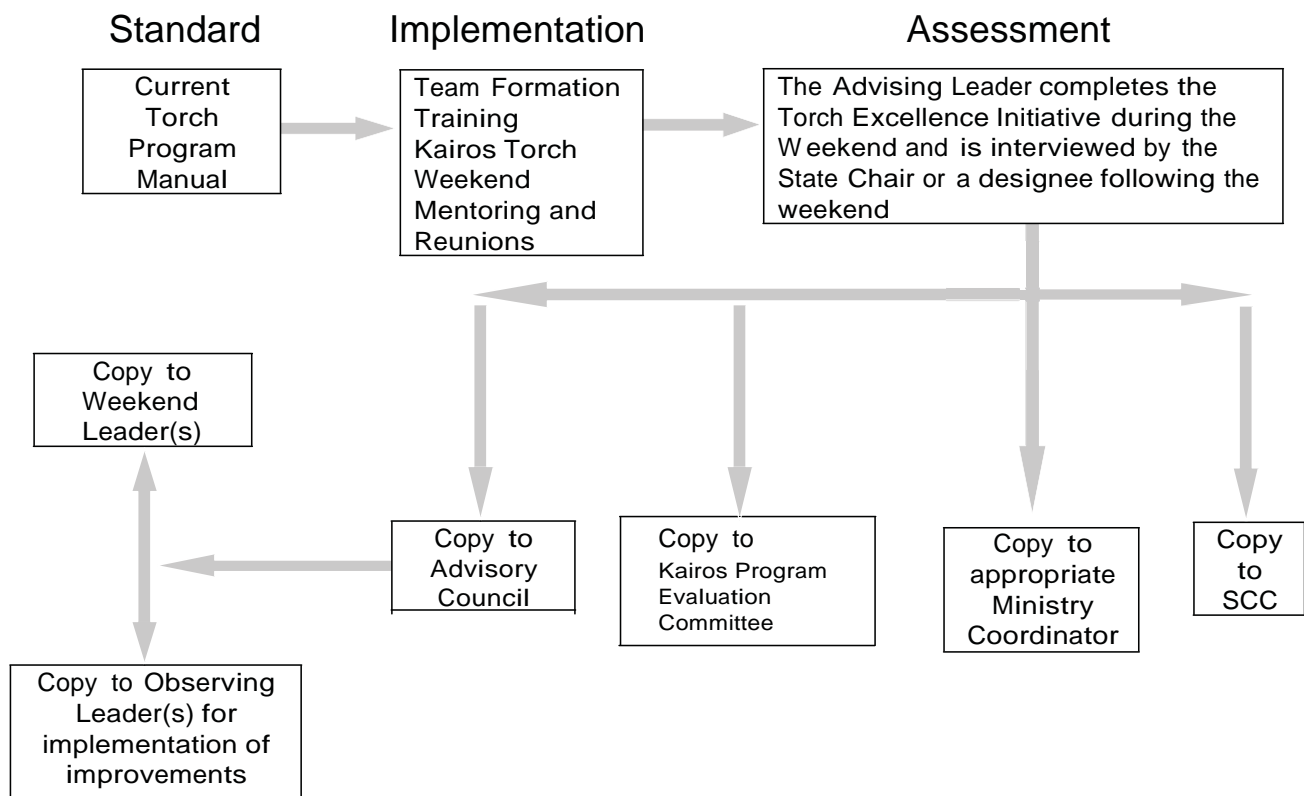 Standard
Implementation
Assessment
Current
Torch
Program
Manual
Team Formation
Training
Kairos Torch
Weekend
Mentoring and
Reunions
The Advising Leader completes the
Torch Excellence Initiative during the
Weekend and is interviewed by the
State Chair or a designee following the
weekend
Copy to
Weekend
Leader(s)
Copy to
Advisory
Council
Copy to
Kairos Program
Evaluation
Committee
Copy to
appropriate
Ministry
Coordinator
Copy
to
SCC
Copy to Observing
Leader(s) for
implementation of
improvements